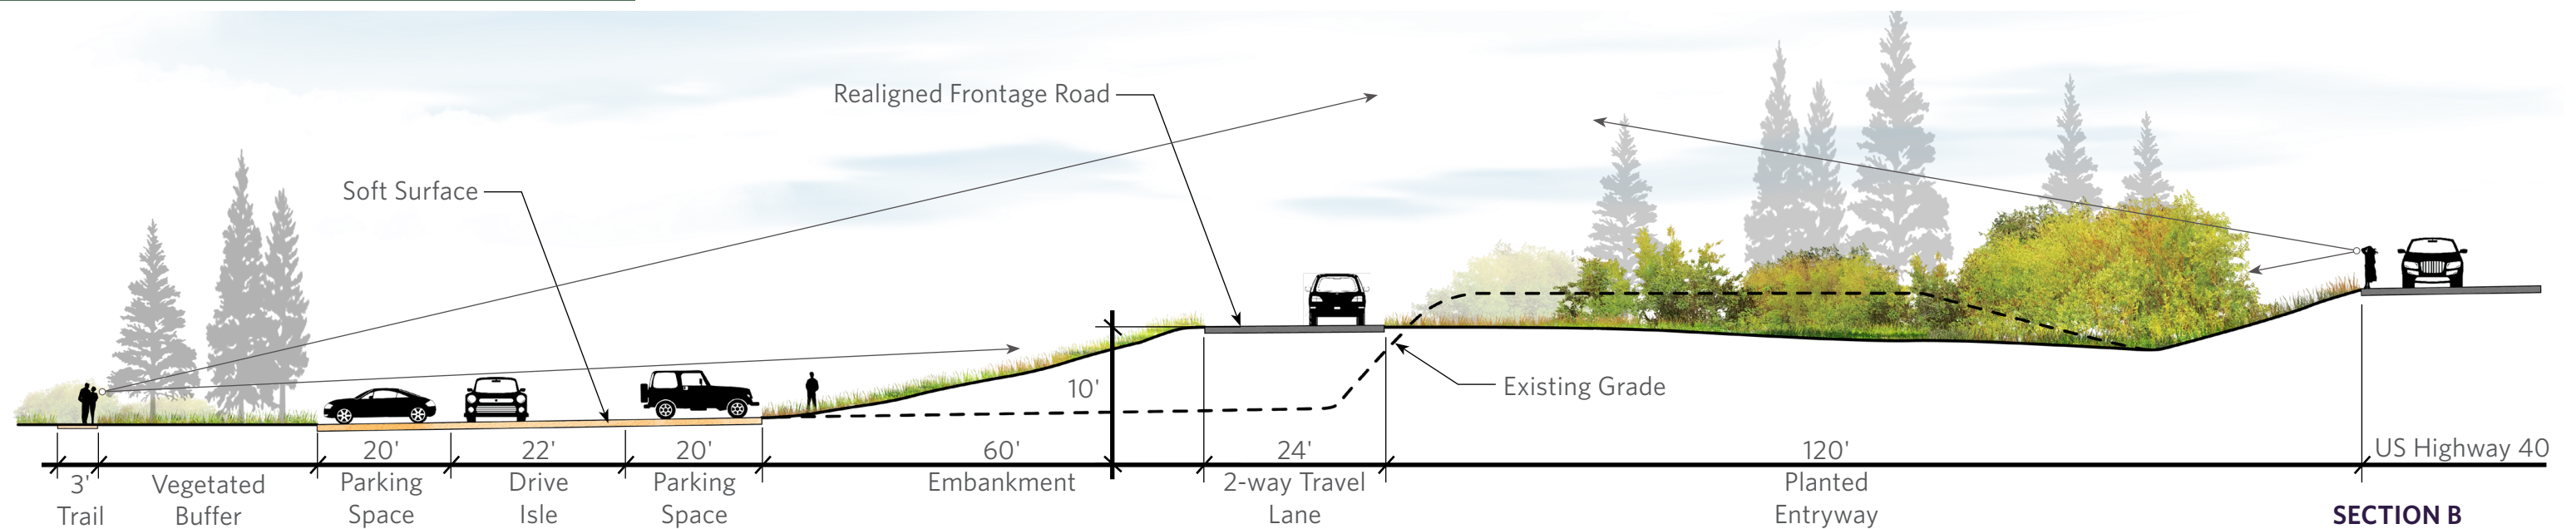 Realigned Frontage Road
Soft Surface
Existing Grade
10'
20'
22'
20'
60'
24'
120'
US Highway 40
3'
Trail
Vegetated
Buffer
Parking
Space
Drive
Isle
Parking
Space
Embankment
2-way Travel
Lane
Planted
Entryway
SECTION B